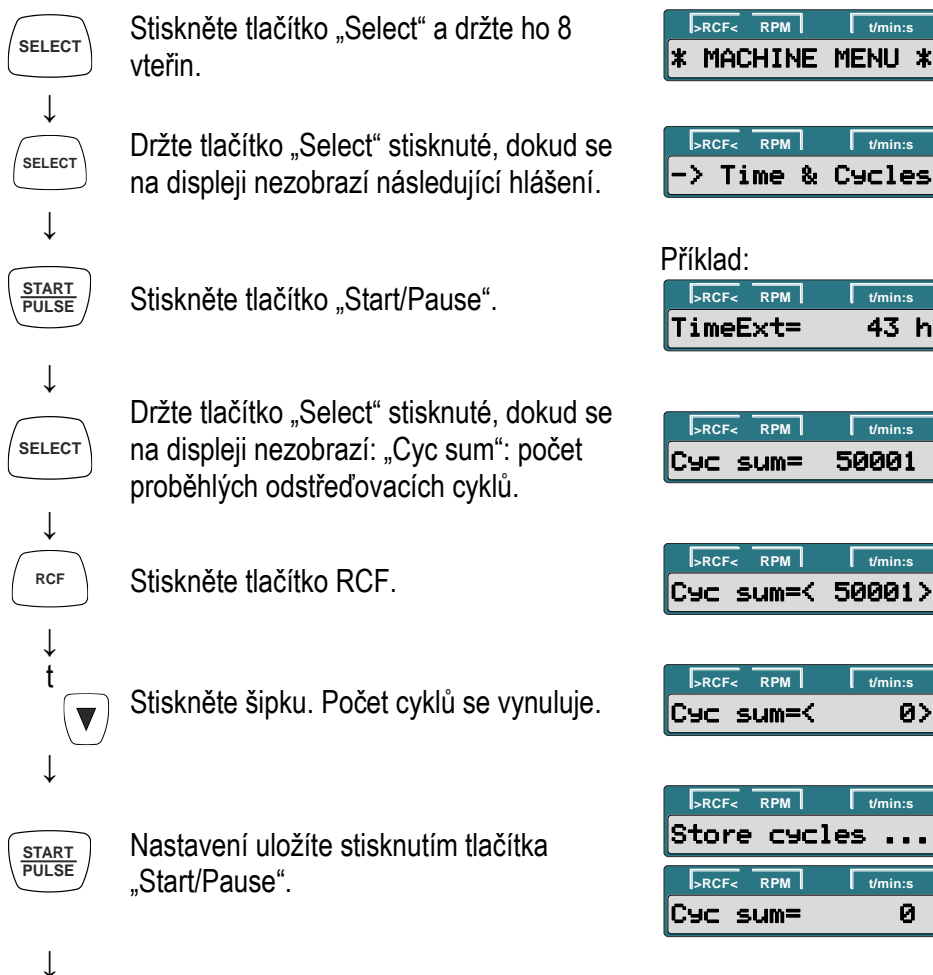 SELECT
Stiskněte tlačítko „Select“ a držte ho 8
vteřin.
>RCF< RPM t/min:s
* MACHINE MENU *
↓
SELECT
Držte tlačítko „Select“ stisknuté, dokud se
na displeji nezobrazí následující hlášení.
>RCF< RPM t/min:s
-> Time & Cycles
↓
START
PULSE
Stiskněte tlačítko „Start/Pause“.
Příklad:
>RCF< RPM t/min:s
TimeExt= 43 h
↓
SELECT
Držte tlačítko „Select“ stisknuté, dokud se
na displeji nezobrazí: „Cyc sum“: počet
proběhlých odstřeďovacích cyklů.
>RCF< RPM t/min:s
Cyc sum= 50001
↓
RCF
Stiskněte tlačítko RCF.
>RCF< RPM t/min:s
Cyc sum=< 50001>
↓
t
▼
Stiskněte šipku. Počet cyklů se vynuluje.
>RCF< RPM t/min:s
Cyc sum=< 0>
↓
START
PULSE
Nastavení uložíte stisknutím tlačítka
„Start/Pause“.
>RCF< RPM t/min:s
Store cycles ...
>RCF< RPM t/min:s
Cyc sum= 0
↓